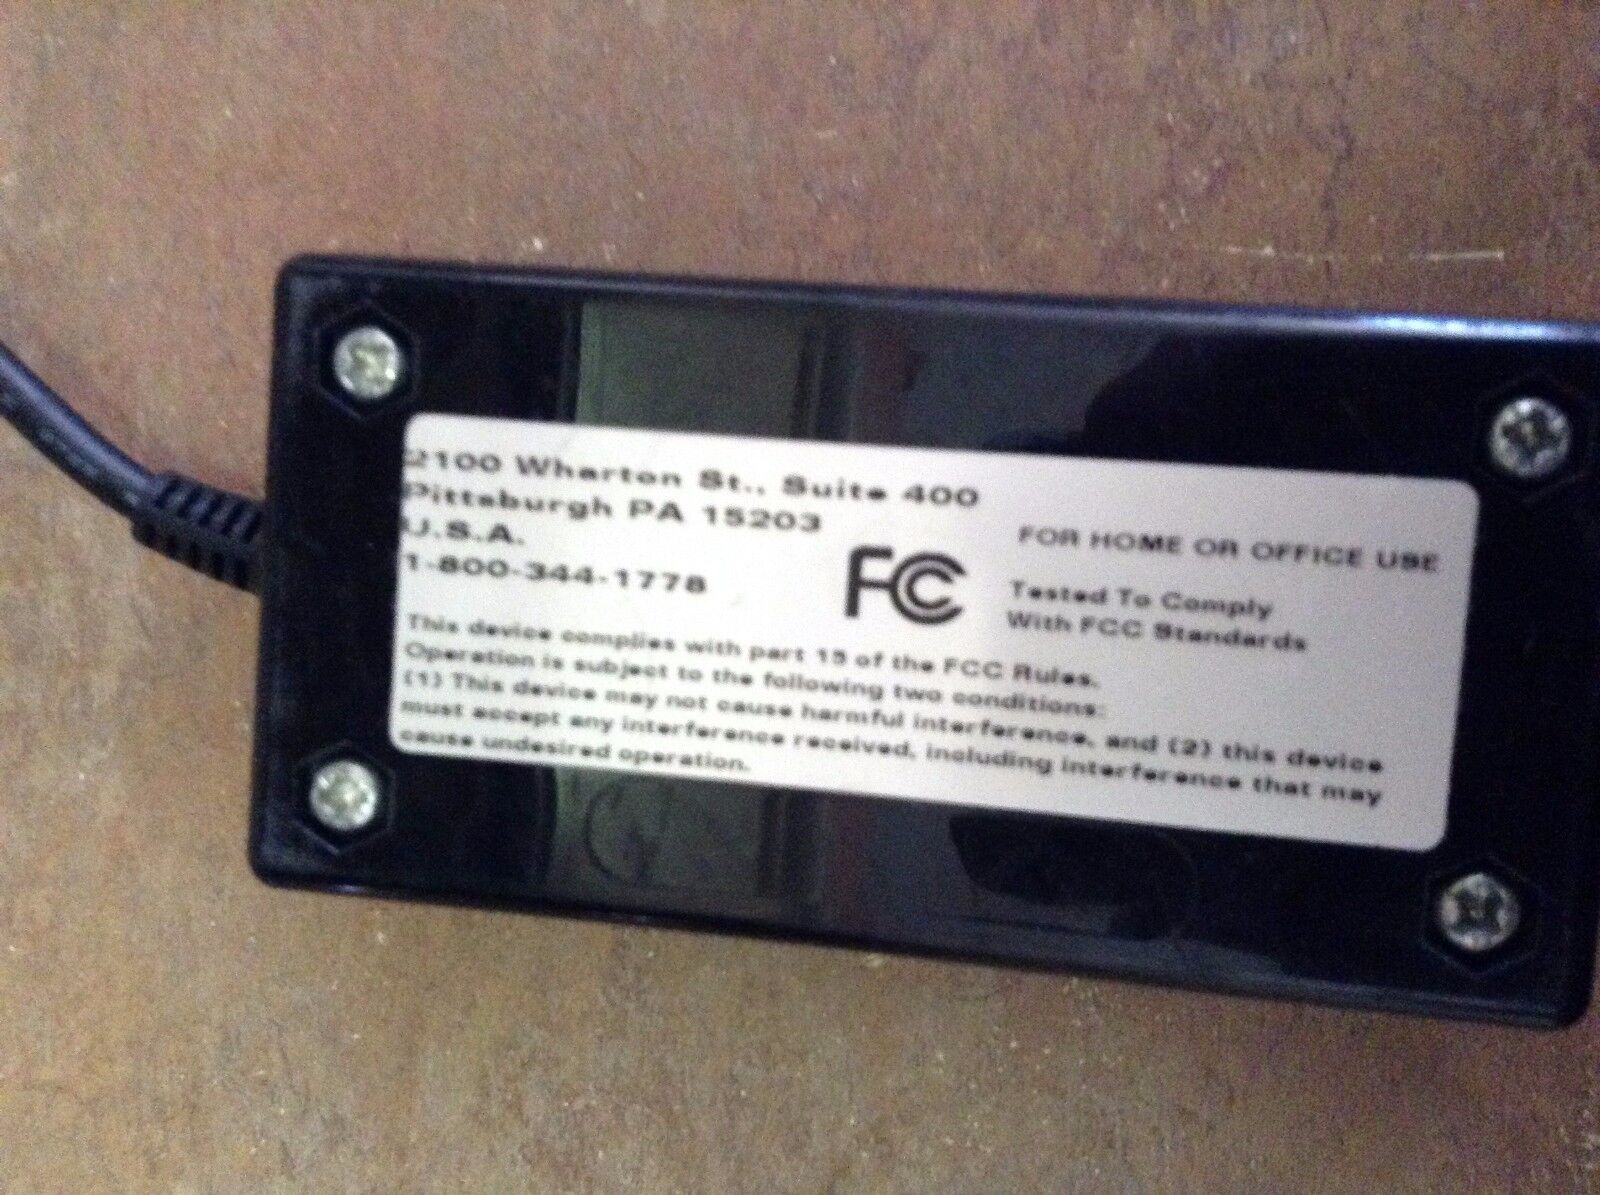 2100 Wharton St., Suite 400
Pittsburgh PA 15203
U.S.A.
1-800-344-1778
FC
FOR HOME OR OFFICE USE
Tested To Comply
With FCC Standards
This device complies with part 15 of the FCC Rules.
Operation is subject to the following two conditions:
(1) This device may not cause harmful interference, and (2) this device
must accept any interference received, including interference that may
cause undesired operation.